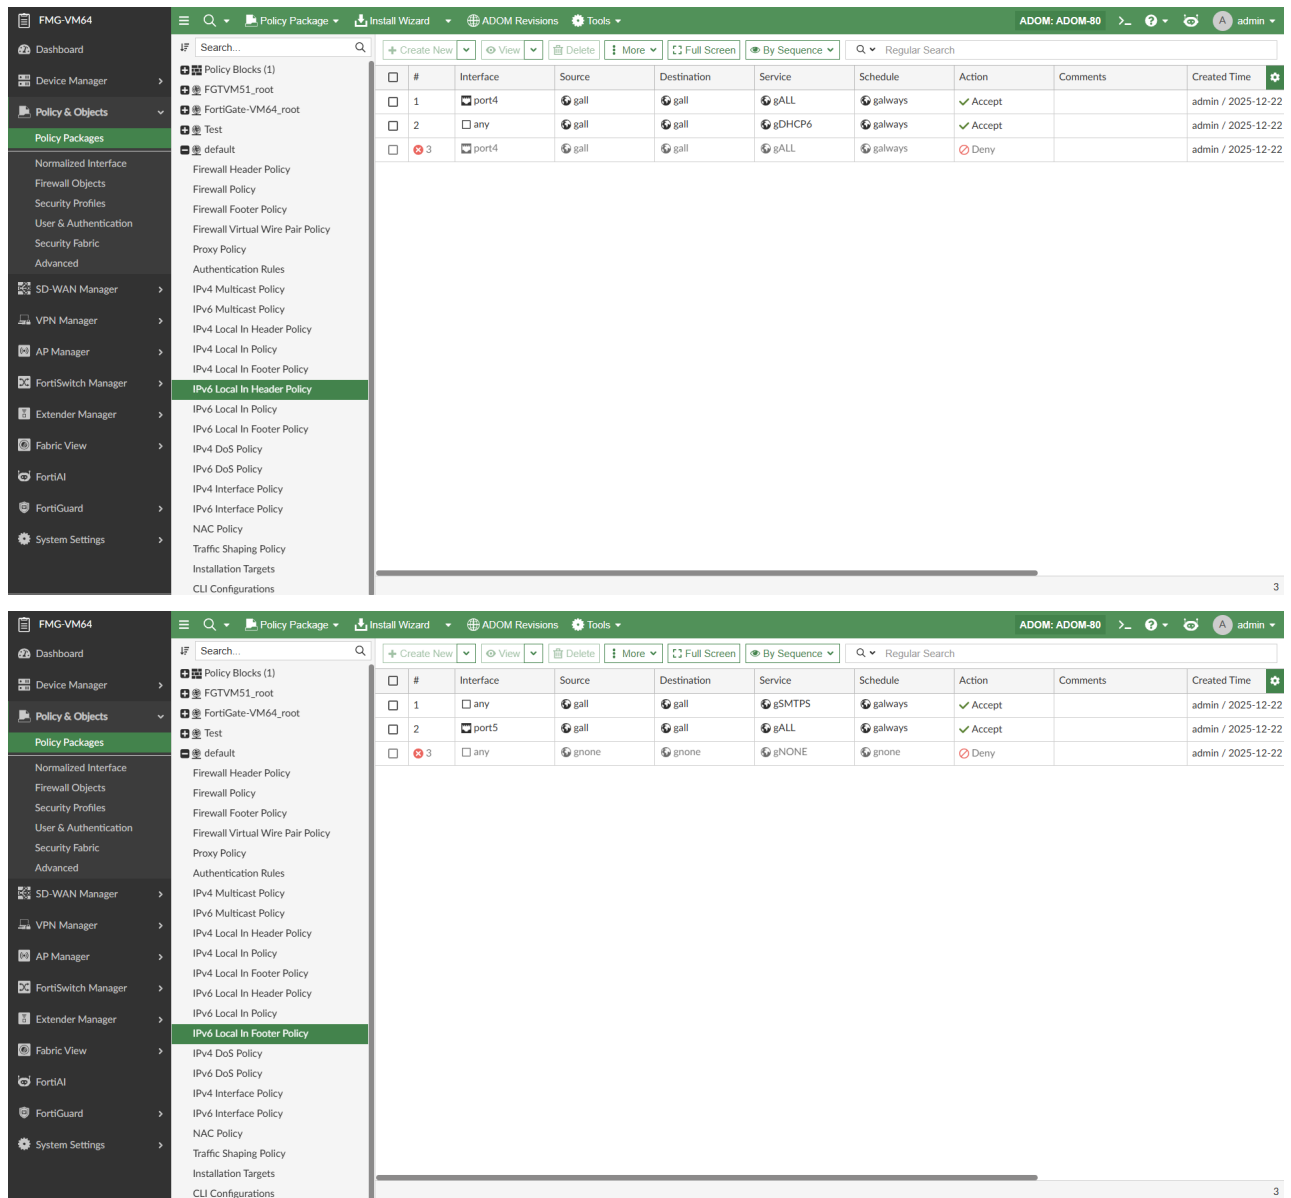 FMG-VM64 Policy Package Install Wizard ADOM Revisions Tools ADOM: ADOM-80 >_ A admin
Dashboard
Device Manager
Policy & Objects
Policy Packages
Normalized Interface
Firewall Objects
Security Profiles
User & Authentication
Security Fabric
Advanced
SD-WAN Manager
VPN Manager
AP Manager
FortiSwitch Manager
Extender Manager
Fabric View
FortiAI
FortiGuard
System Settings
Search...
Policy Blocks (1)
FGTVM51_root
FortiGate-VM64_root
Test
default
Firewall Header Policy
Firewall Policy
Firewall Footer Policy
Firewall Virtual Wire Pair Policy
Proxy Policy
Authentication Rules
IPv4 Multicast Policy
IPv6 Multicast Policy
IPv4 Local In Header Policy
IPv4 Local In Policy
IPv4 Local In Footer Policy
IPv6 Local In Header Policy
IPv6 Local In Policy
IPv6 Local In Footer Policy
IPv4 DoS Policy
IPv6 DoS Policy
IPv4 Interface Policy
IPv6 Interface Policy
NAC Policy
Traffic Shaping Policy
Installation Targets
CLI Configurations
+ Create New View Delete More Full Screen By Sequence Regular Search
# Interface Source Destination Service Schedule Action Comments Created Time
1 port4 gall gall gALL galways Accept admin / 2025-12-22
2 any gall gall gDHCP6 galways Accept admin / 2025-12-22
3 port4 gall gall gALL galways Deny admin / 2025-12-22
3
FMG-VM64 Policy Package Install Wizard ADOM Revisions Tools ADOM: ADOM-80 >_ A admin
Dashboard
Device Manager
Policy & Objects
Policy Packages
Normalized Interface
Firewall Objects
Security Profiles
User & Authentication
Security Fabric
Advanced
SD-WAN Manager
VPN Manager
AP Manager
FortiSwitch Manager
Extender Manager
Fabric View
FortiAI
FortiGuard
System Settings
Search...
Policy Blocks (1)
FGTVM51_root
FortiGate-VM64_root
Test
default
Firewall Header Policy
Firewall Policy
Firewall Footer Policy
Firewall Virtual Wire Pair Policy
Proxy Policy
Authentication Rules
IPv4 Multicast Policy
IPv6 Multicast Policy
IPv4 Local In Header Policy
IPv4 Local In Policy
IPv4 Local In Footer Policy
IPv6 Local In Header Policy
IPv6 Local In Policy
IPv6 Local In Footer Policy
IPv4 DoS Policy
IPv6 DoS Policy
IPv4 Interface Policy
IPv6 Interface Policy
NAC Policy
Traffic Shaping Policy
Installation Targets
CLI Configurations
+ Create New View Delete More Full Screen By Sequence Regular Search
# Interface Source Destination Service Schedule Action Comments Created Time
1 any gall gall gSMTPS galways Accept admin / 2025-12-22
2 port5 gall gall gALL galways Accept admin / 2025-12-22
3 any gnone gnone gNONE gnone Deny admin / 2025-12-22
3